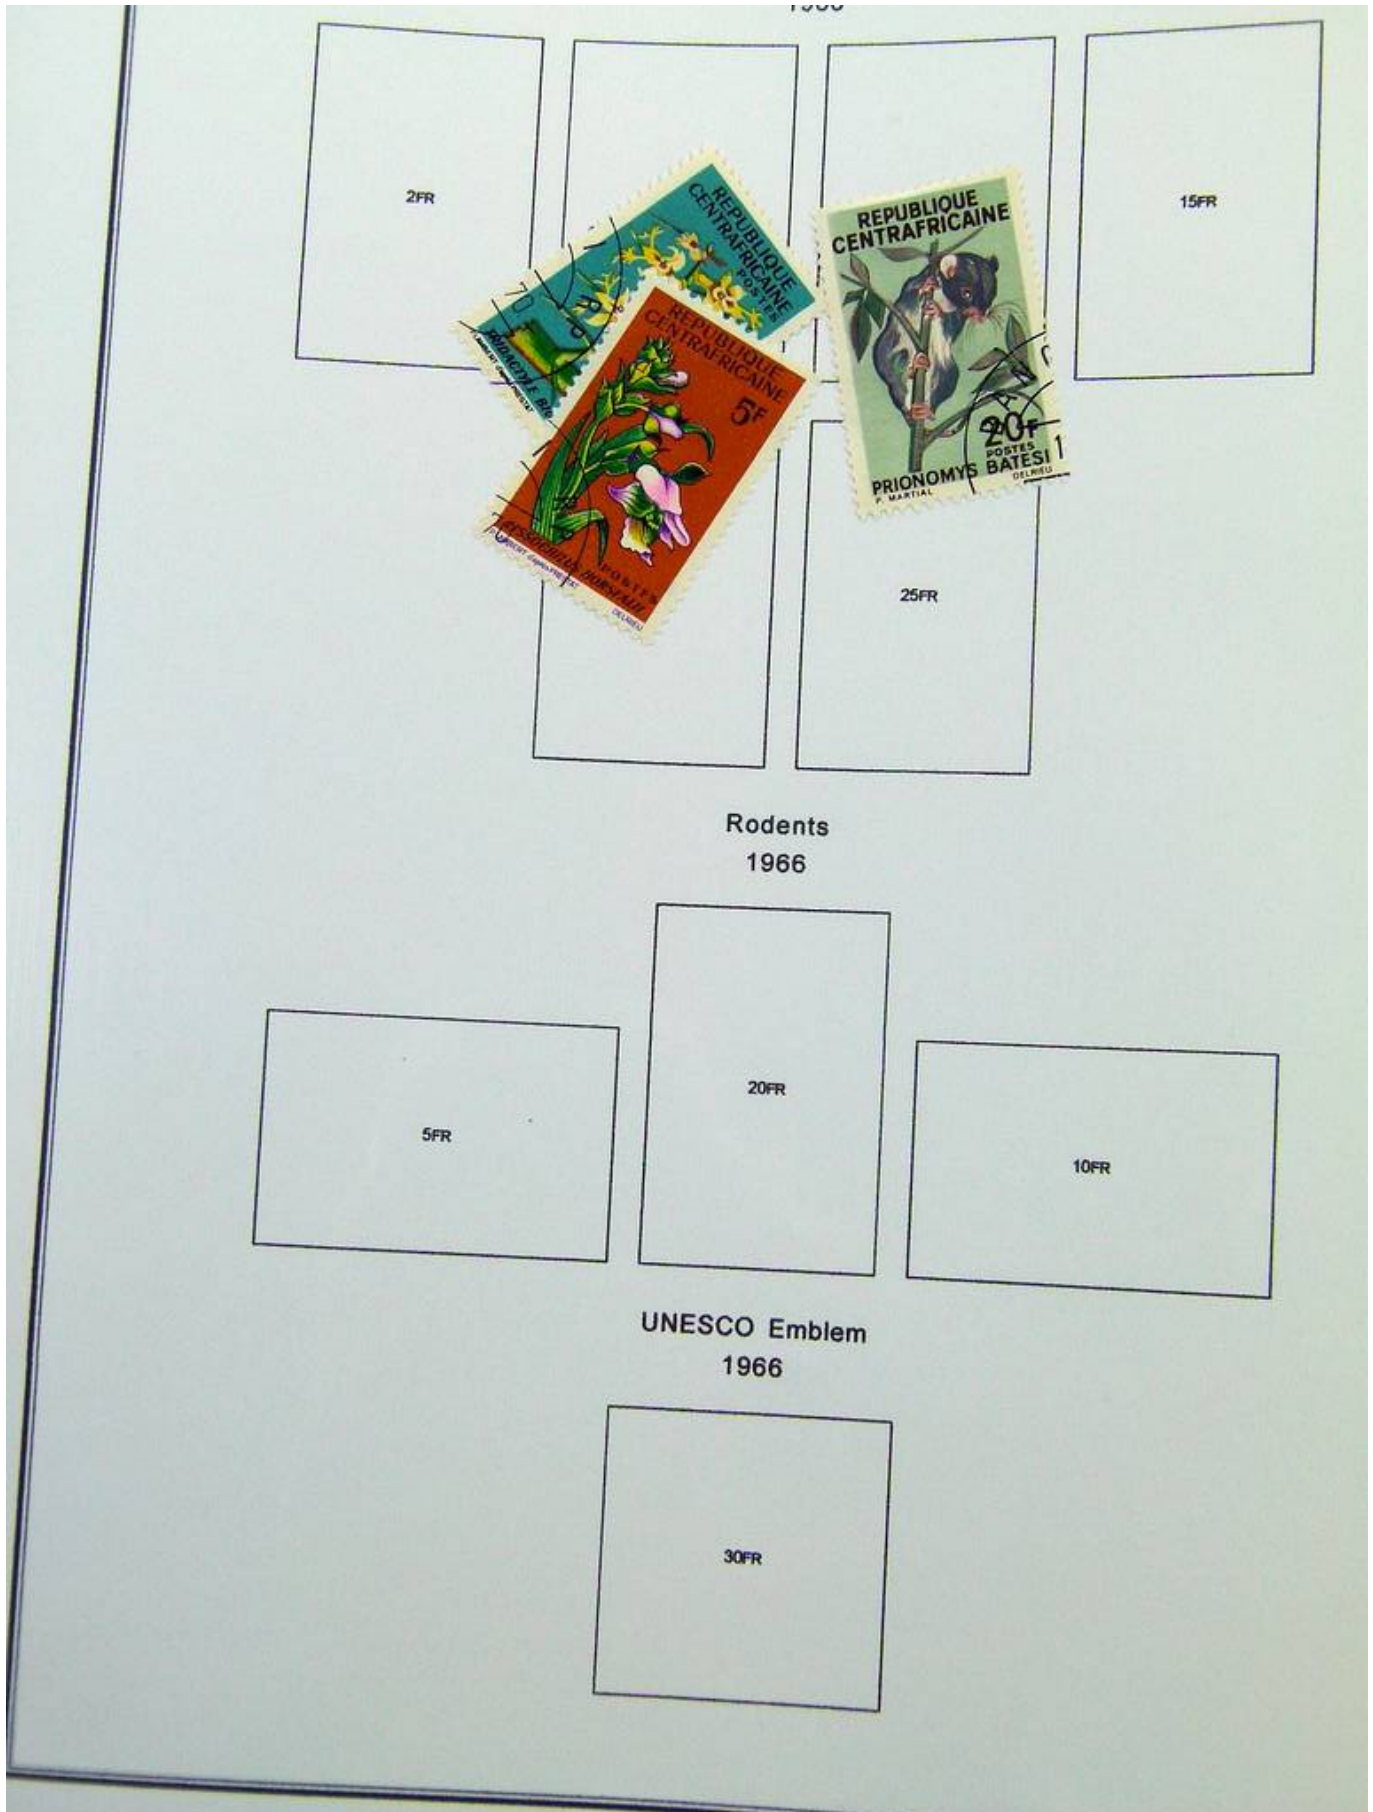 2FR
15FR
REPUBLIQUE
CENTRAFRICAINE
POSTES
70
REPUBLIQUE
CENTRAFRICAINE
5F
POSTES
DELRIEU
REPUBLIQUE
CENTRAFRICAINE
20F
POSTES
PRIONOMYS BATESI
P. MARTIAL
DELRIEU
25FR
Rodents
1966
20FR
5FR
10FR
UNESCO Emblem
1966
30FR